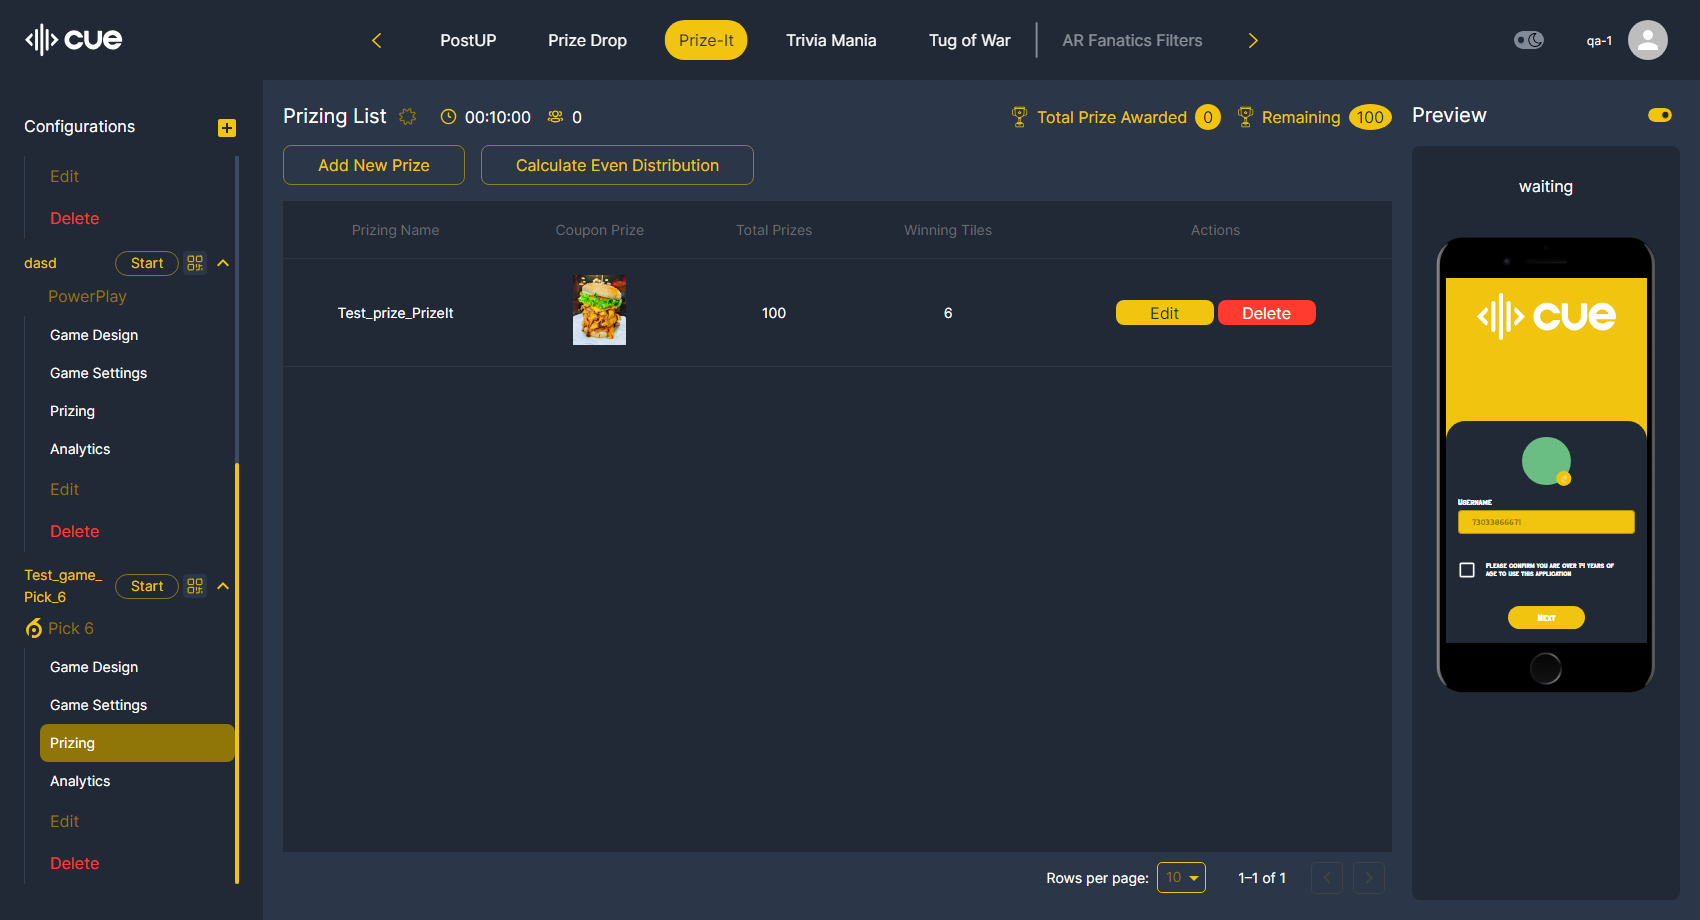 cue
PostUP
Prize Drop
Prize-It
Trivia Mania
Tug of War
AR Fanatics Filters
qa-1
Configurations
Edit
Delete
dasd
Start
PowerPlay
Game Design
Game Settings
Prizing
Analytics
Edit
Delete
Test_game_
Pick_6
Start
Pick 6
Game Design
Game Settings
Prizing
Analytics
Edit
Delete
Prizing List
00:10:00
0
Total Prize Awarded 0
Remaining 100
Add New Prize
Calculate Even Distribution
Prizing Name
Coupon Prize
Total Prizes
Winning Tiles
Actions
Test_prize_PrizeIt
100
6
Edit
Delete
Rows per page: 10
1–1 of 1
Preview
waiting
cue
Username
73033866671
Please confirm you are over 14 years of
age to use this application
Next